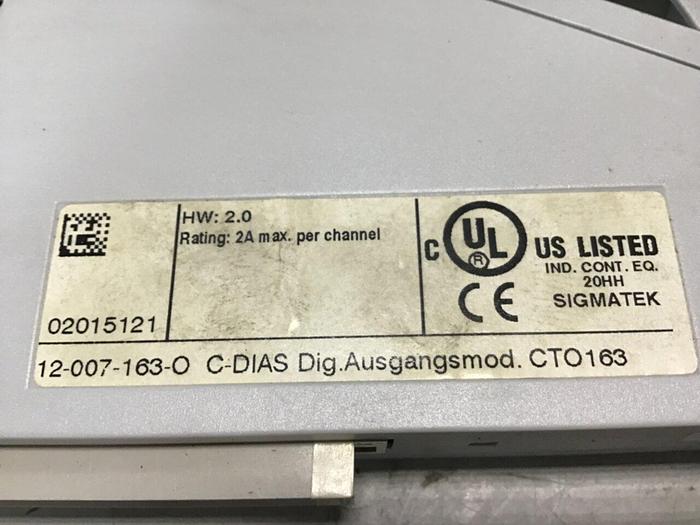 HW: 2.0
Rating: 2A max. per channel
02015121
C UL ® US LISTED
IND. CONT. EQ.
20HH
CE SIGMATEK
12-007-163-O C-DIAS Dig.Ausgangsmod. CTO163